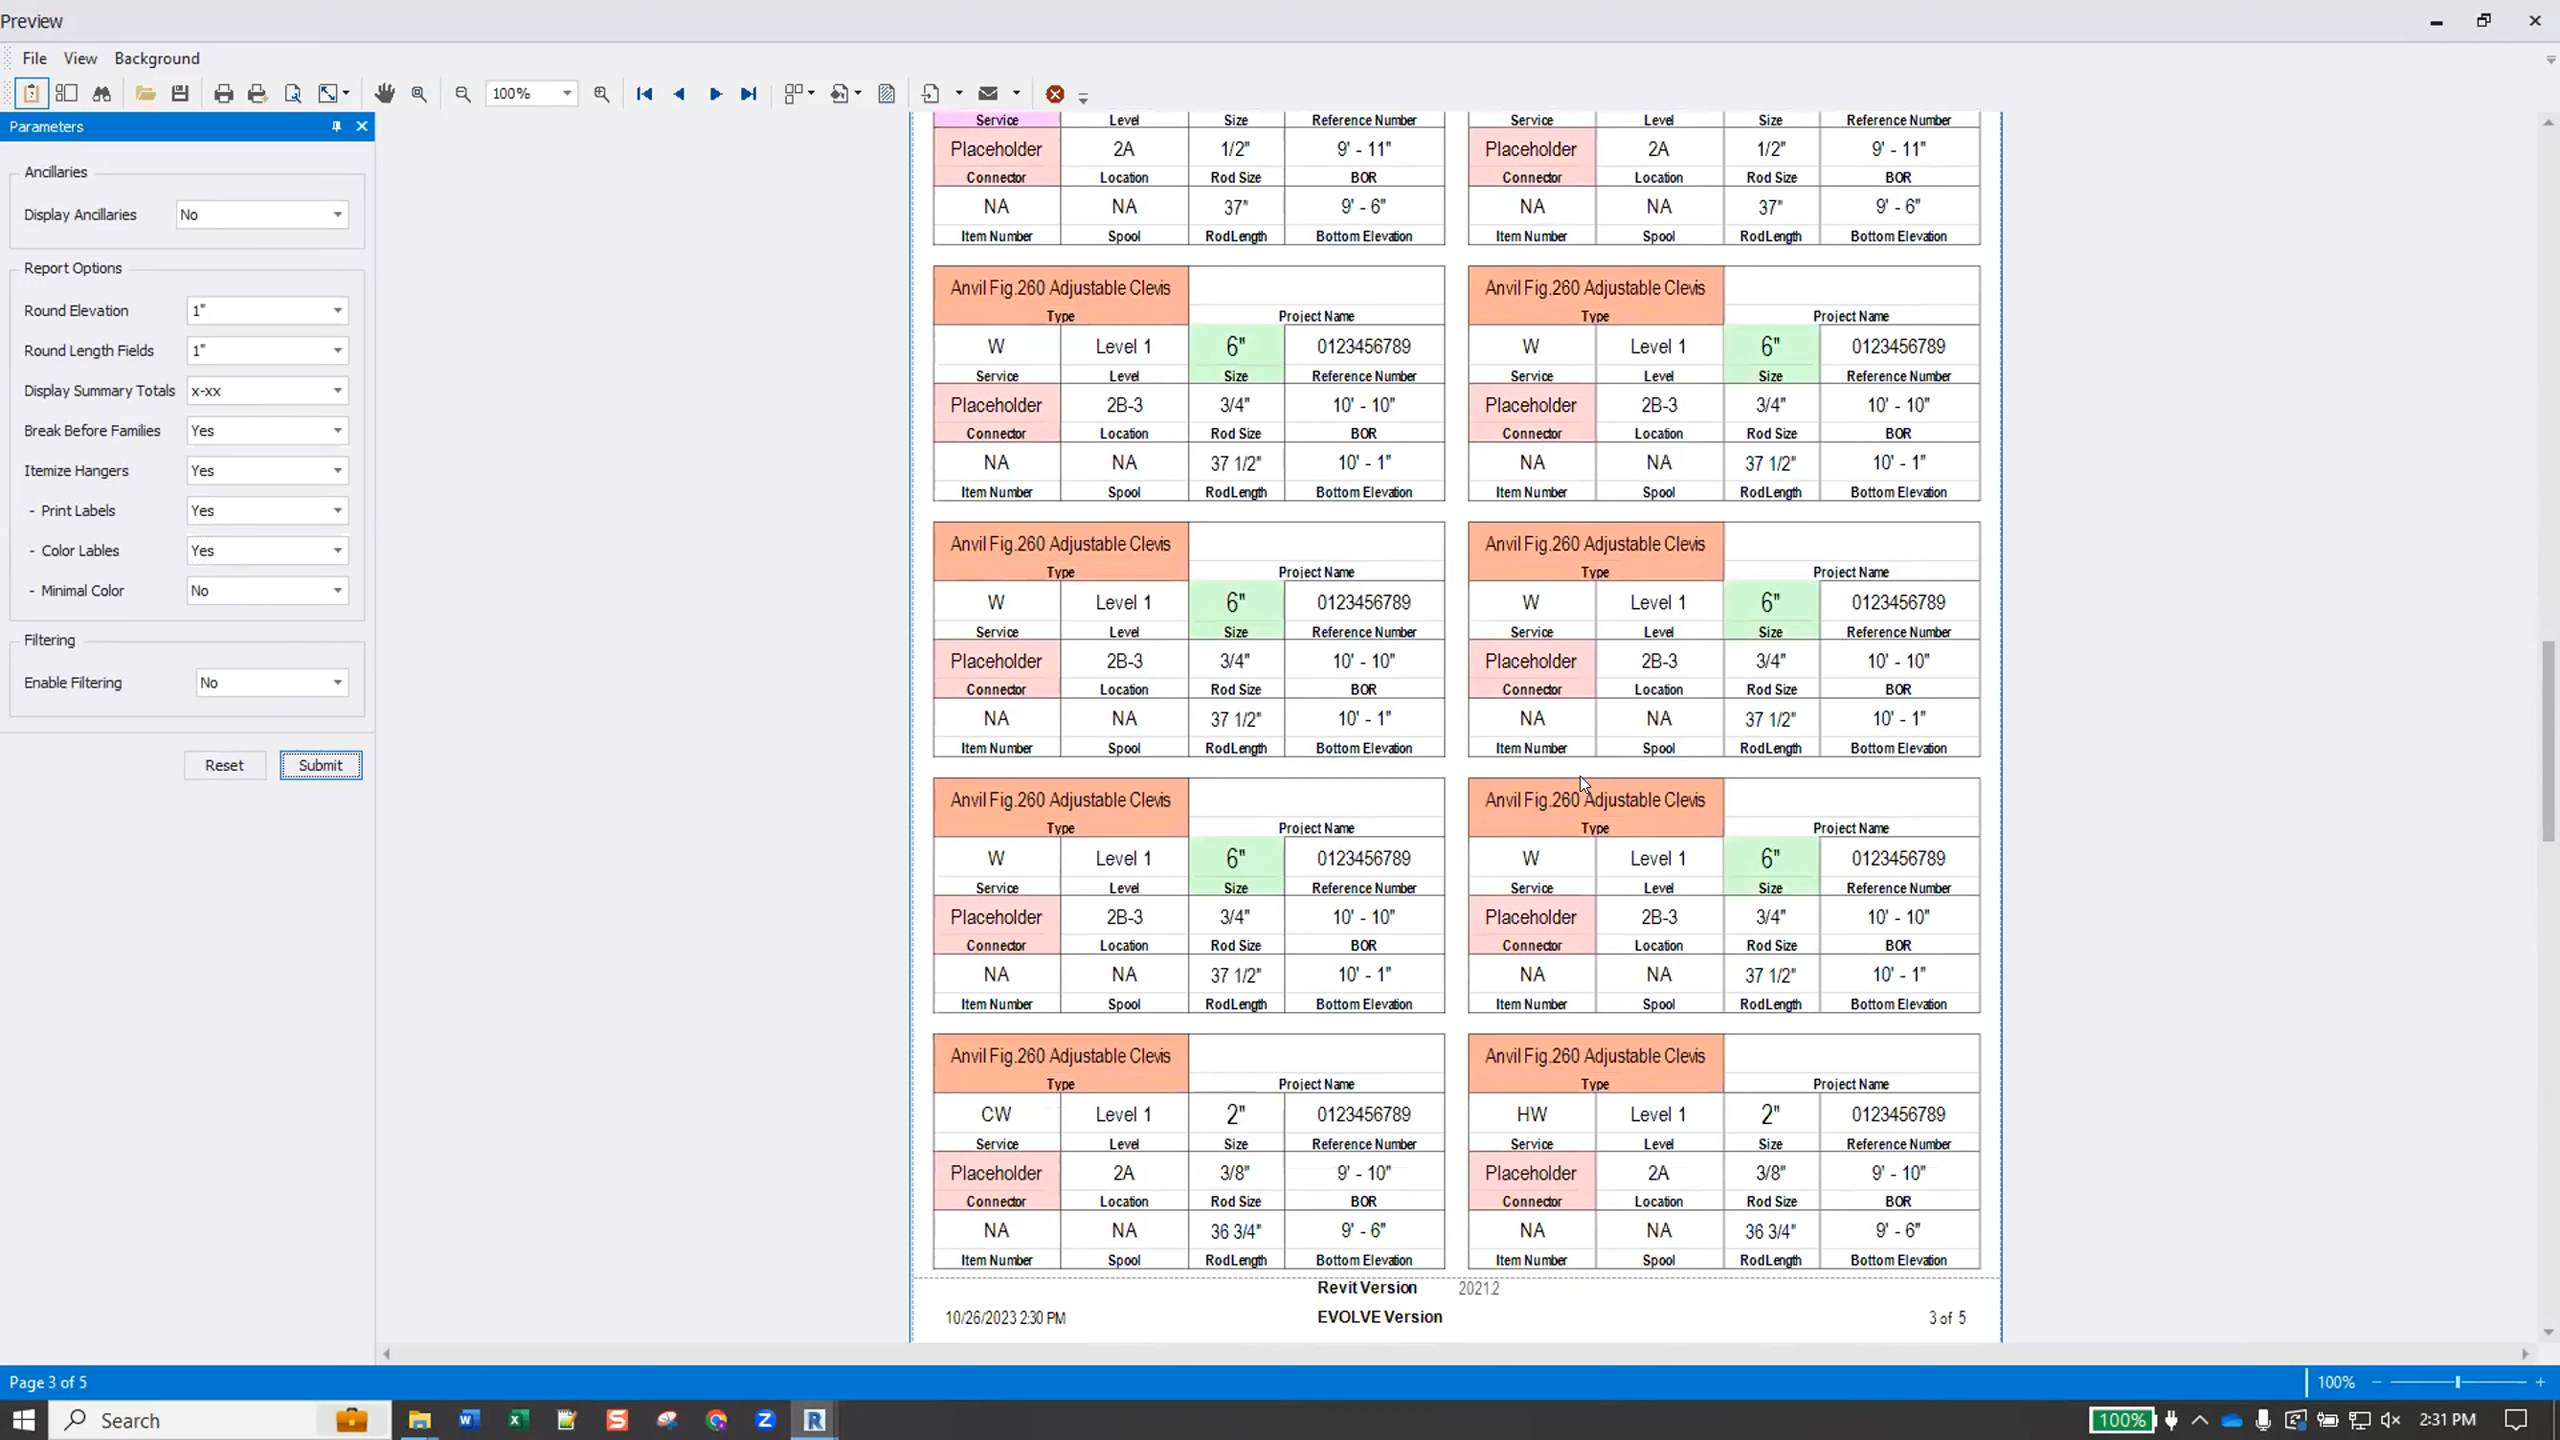 Preview
File View Background
100%
Parameters
Ancillaries
Display Ancillaries No
Report Options
Round Elevation 1"
Round Length Fields 1"
Display Summary Totals x-xx
Break Before Families Yes
Itemize Hangers Yes
- Print Labels Yes
- Color Lables Yes
- Minimal Color No
Filtering
Enable Filtering No
Reset Submit
Service Level Size Reference Number Service Level Size Reference Number
Placeholder 2A 1/2" 9' - 11" Placeholder 2A 1/2" 9' - 11"
Connector Location Rod Size BOR Connector Location Rod Size BOR
NA NA 37" 9' - 6" NA NA 37" 9' - 6"
Item Number Spool Rod Length Bottom Elevation Item Number Spool Rod Length Bottom Elevation
Anvil Fig.260 Adjustable Clevis Anvil Fig.260 Adjustable Clevis
Type Project Name Type Project Name
W Level 1 6" 0123456789 W Level 1 6" 0123456789
Service Level Size Reference Number Service Level Size Reference Number
Placeholder 2B-3 3/4" 10' - 10" Placeholder 2B-3 3/4" 10' - 10"
Connector Location Rod Size BOR Connector Location Rod Size BOR
NA NA 37 1/2" 10' - 1" NA NA 37 1/2" 10' - 1"
Item Number Spool Rod Length Bottom Elevation Item Number Spool Rod Length Bottom Elevation
Anvil Fig.260 Adjustable Clevis Anvil Fig.260 Adjustable Clevis
Type Project Name Type Project Name
W Level 1 6" 0123456789 W Level 1 6" 0123456789
Service Level Size Reference Number Service Level Size Reference Number
Placeholder 2B-3 3/4" 10' - 10" Placeholder 2B-3 3/4" 10' - 10"
Connector Location Rod Size BOR Connector Location Rod Size BOR
NA NA 37 1/2" 10' - 1" NA NA 37 1/2" 10' - 1"
Item Number Spool Rod Length Bottom Elevation Item Number Spool Rod Length Bottom Elevation
Anvil Fig.260 Adjustable Clevis Anvil Fig.260 Adjustable Clevis
Type Project Name Type Project Name
W Level 1 6" 0123456789 W Level 1 6" 0123456789
Service Level Size Reference Number Service Level Size Reference Number
Placeholder 2B-3 3/4" 10' - 10" Placeholder 2B-3 3/4" 10' - 10"
Connector Location Rod Size BOR Connector Location Rod Size BOR
NA NA 37 1/2" 10' - 1" NA NA 37 1/2" 10' - 1"
Item Number Spool Rod Length Bottom Elevation Item Number Spool Rod Length Bottom Elevation
Anvil Fig.260 Adjustable Clevis Anvil Fig.260 Adjustable Clevis
Type Project Name Type Project Name
CW Level 1 2" 0123456789 HW Level 1 2" 0123456789
Service Level Size Reference Number Service Level Size Reference Number
Placeholder 2A 3/8" 9' - 10" Placeholder 2A 3/8" 9' - 10"
Connector Location Rod Size BOR Connector Location Rod Size BOR
NA NA 36 3/4" 9' - 6" NA NA 36 3/4" 9' - 6"
Item Number Spool Rod Length Bottom Elevation Item Number Spool Rod Length Bottom Elevation
Revit Version 2021.2
10/26/2023 2:30 PM EVOLVE Version 3 of 5
Page 3 of 5 100%
Search 100% 2:31 PM